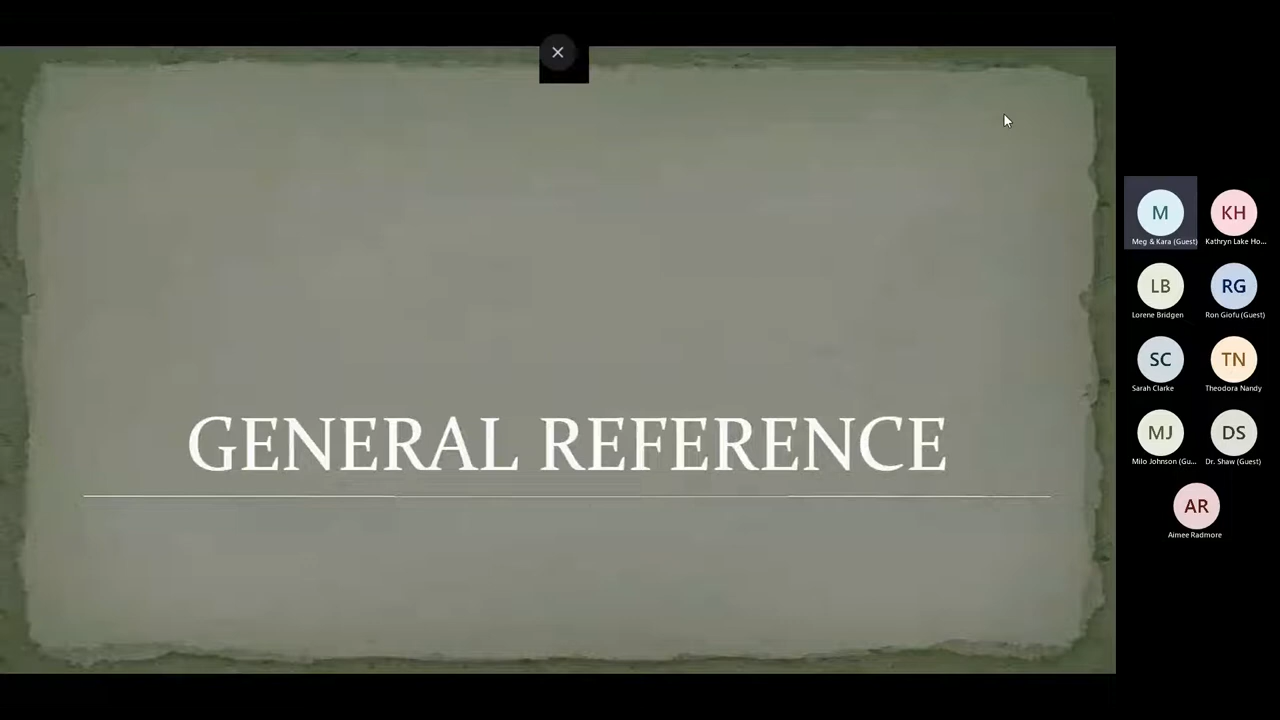 GENERAL REFERENCE
M
KH
Meg & Kara (Guest)
Kathryn Lake Ho...
LB
RG
Lorene Bridgen
Ron Giofu (Guest)
SC
TN
Sarah Clarke
Theodora Nandy
MJ
DS
Milo Johnson (Gu...
Dr. Shaw (Guest)
AR
Aimee Radmore